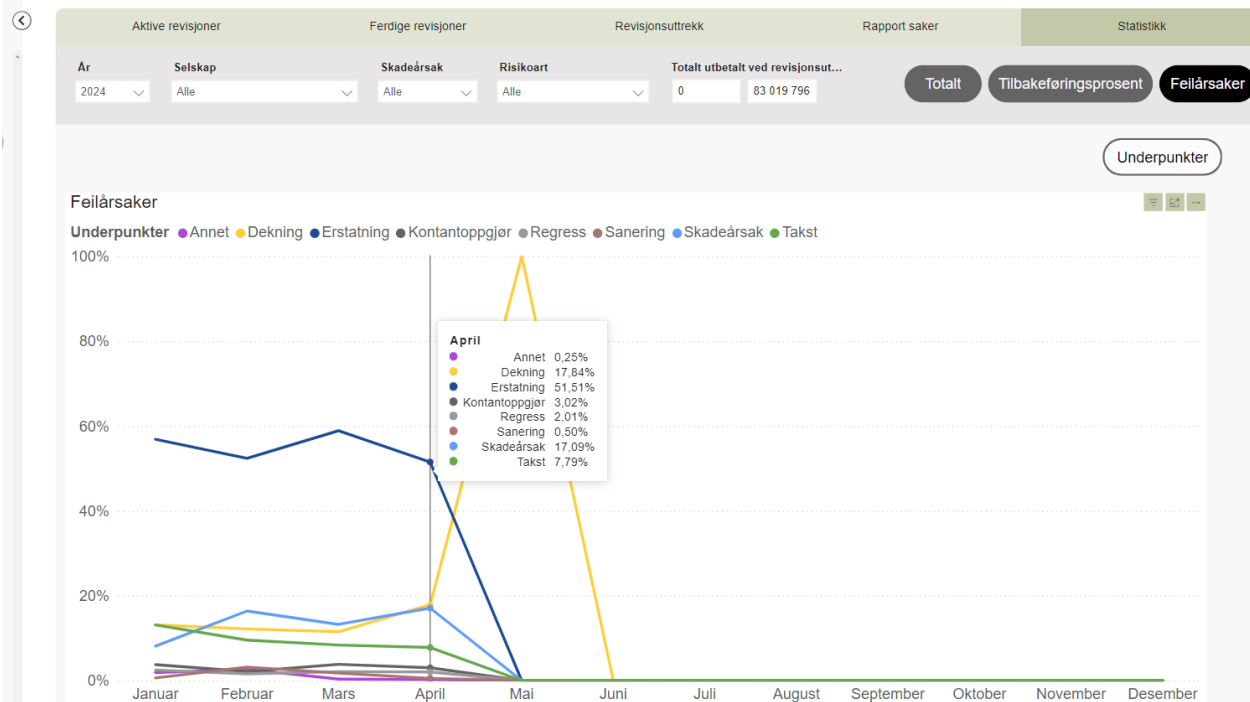 Aktive revisjoner Ferdige revisjoner Revisjonsuttrekk Rapport saker Statistikk
År Selskap Skadeårsak Risikoart Totalt utbetalt ved revisjonsut...
2024 Alle Alle Alle 0 83 019 796 Totalt Tilbakeføringsprosent Feilårsaker
Underpunkter
Feilårsaker
Underpunkter Annet Dekning Erstatning Kontantoppgjør Regress Sanering Skadeårsak Takst
100%
80%
60%
40%
20%
0%
April
Annet 0,25%
Dekning 17,84%
Erstatning 51,51%
Kontantoppgjør 3,02%
Regress 2,01%
Sanering 0,50%
Skadeårsak 17,09%
Takst 7,79%
Januar Februar Mars April Mai Juni Juli August September Oktober November Desember